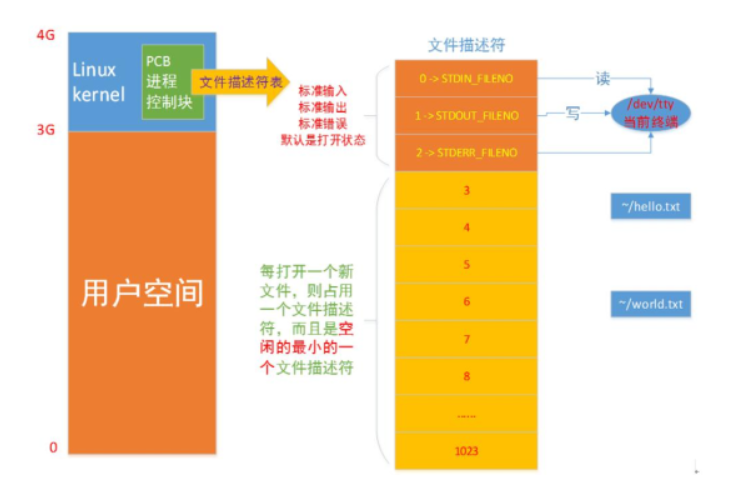 4G
Linux
kernel
PCB
进程
控制块
文件描述符表
3G
用户空间
0
文件描述符
标准输入
标准输出
标准错误
默认是打开状态
0 -> STDIN_FILENO
1 -> STDOUT_FILENO
2 -> STDERR_FILENO
读
写
/dev/tty
当前终端
3
4
5
6
7
8
……
1023
每打开一个新
文件，则占用
一个文件描述
符，而且是空
闲的最小的一
个文件描述符
~/hello.txt
~/world.txt